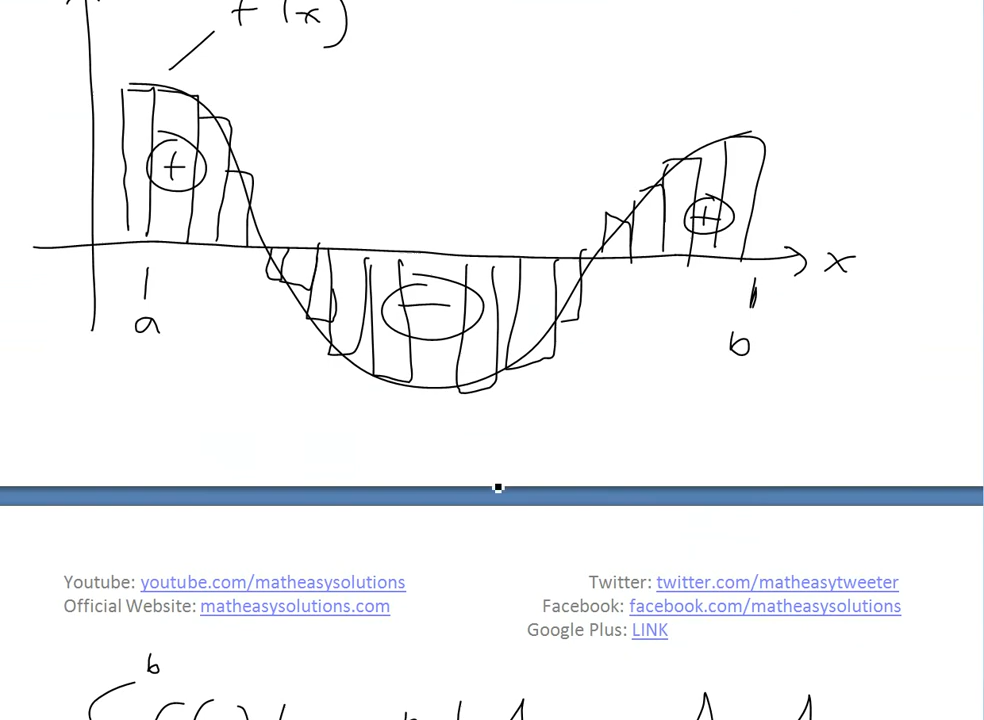 f(x)
+
+
−
x
a
b
Youtube: youtube.com/matheasysolutions
Twitter: twitter.com/matheasytweeter
Official Website: matheasysolutions.com
Facebook: facebook.com/matheasysolutions
Google Plus: LINK
b